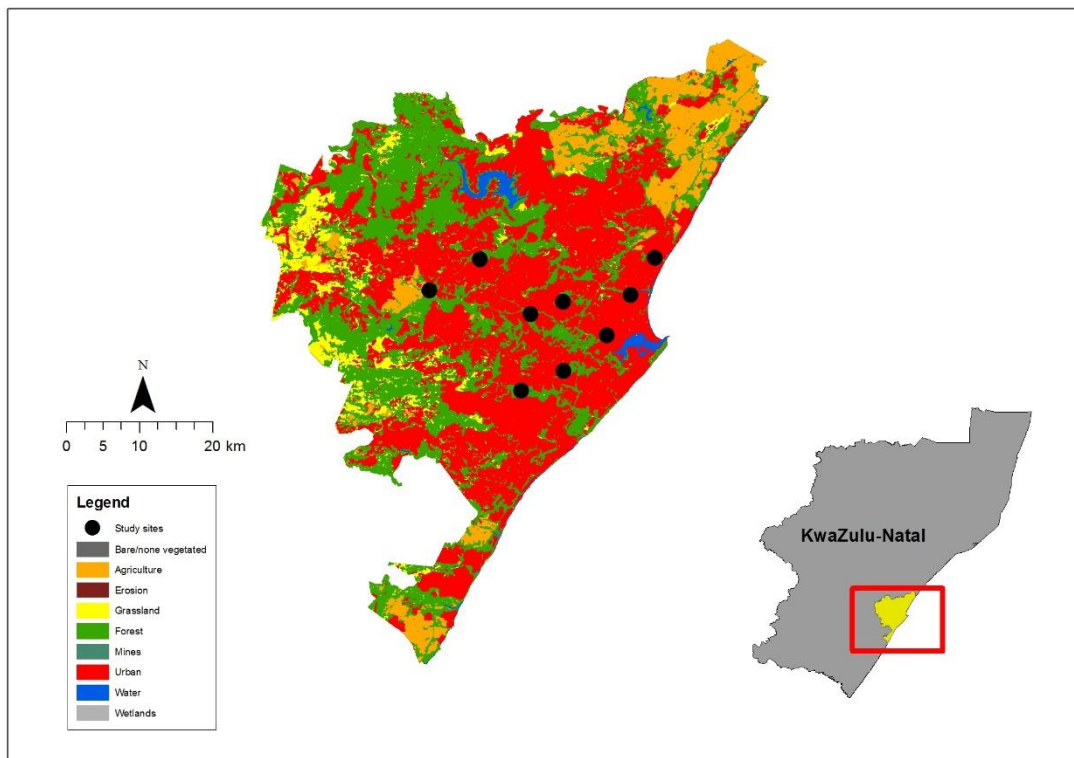 N
0 5 10 20 km
Legend
Study sites
Bare/none vegetated
Agriculture
Erosion
Grassland
Forest
Mines
Urban
Water
Wetlands
KwaZulu-Natal